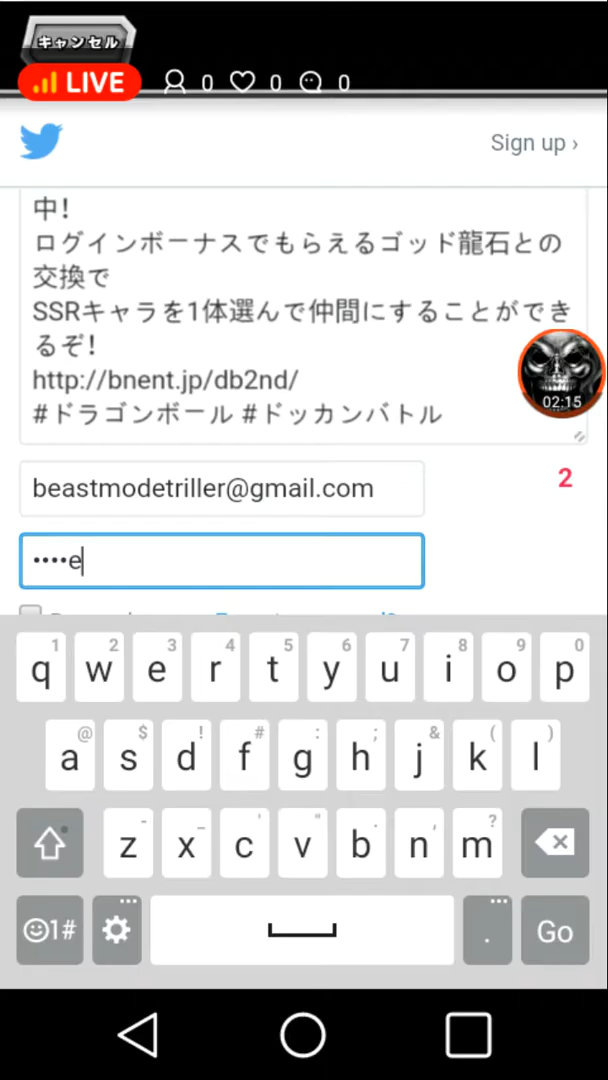 キャンセル
LIVE 0 0 0
Sign up ›
中!
ログインボーナスでもらえるゴッド龍石との
交換で
SSRキャラを1体選んで仲間にすることができ
るぞ!
http://bnent.jp/db2nd/
#ドラゴンボール #ドッカンバトル
02:15
beastmodetriller@gmail.com
2
••••e
1 2 3 4 5 6 7 8 9 0
q w e r t y u i o p
@ $ ! # : ; & ( )
a s d f g h j k l
- _ ' " . , ?
z x c v b n m
1# . Go